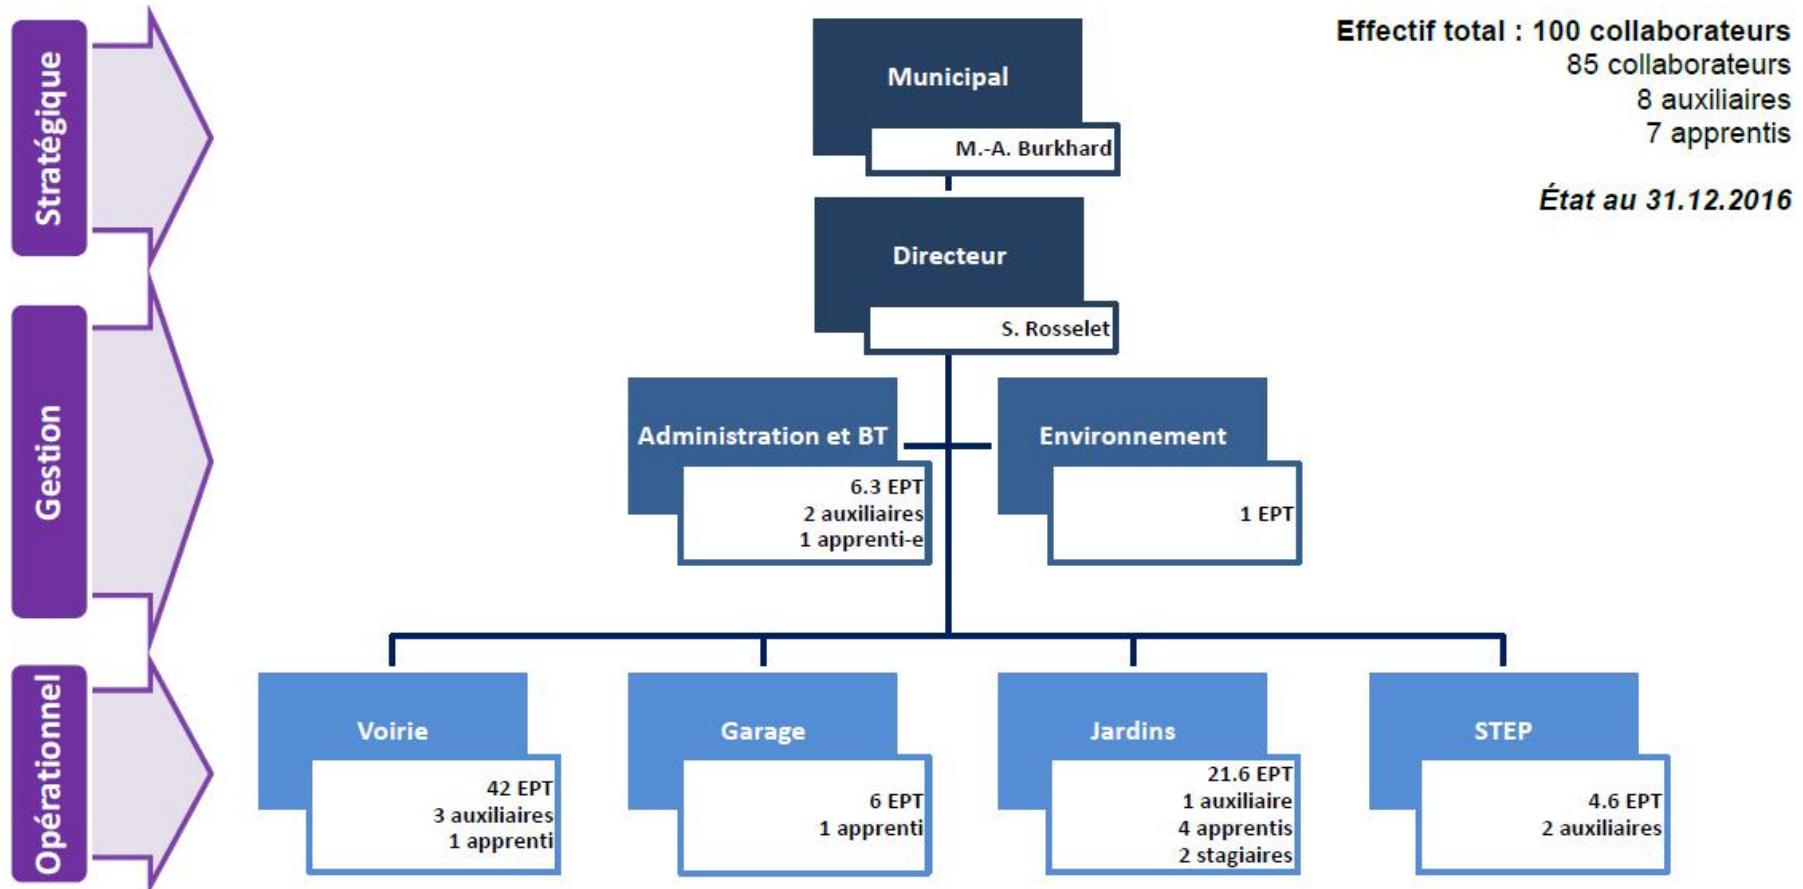 Stratégique
Gestion
Opérationnel
Effectif total : 100 collaborateurs
85 collaborateurs
8 auxiliaires
7 apprentis
État au 31.12.2016
Municipal
M.-A. Burkhard
Directeur
S. Rosselet
Administration et BT
6.3 EPT
2 auxiliaires
1 apprenti-e
Environnement
1 EPT
Voirie
42 EPT
3 auxiliaires
1 apprenti
Garage
6 EPT
1 apprenti
Jardins
21.6 EPT
1 auxiliaire
4 apprentis
2 stagiaires
STEP
4.6 EPT
2 auxiliaires